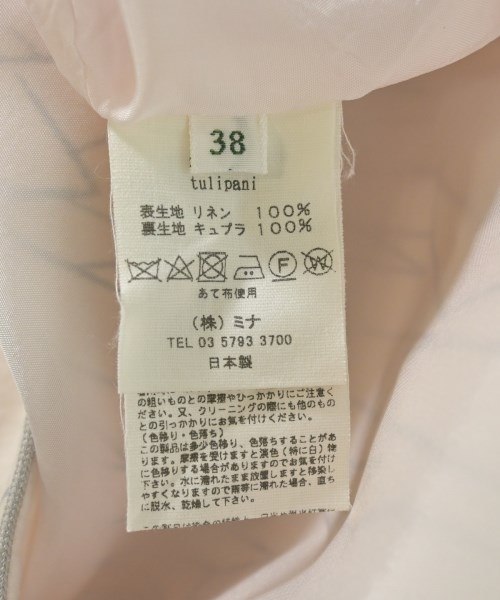 38
tulipani
表生地 リネン 100%
裏生地 キュプラ 100%
F
W
あて布使用
(株) ミナ
TEL 03 5793 3700
日本製
の粗いものとの摩擦やひっかかりにご注意く
ださい。又、クリーニングの際にも他のもの
との引っかかりにお気を付けください。
(色移り・色落ち)
この製品は多少色移り、色落ちすることがあ
ります。摩擦を受けますと淡色(特に白)物
に色移りする場合がありますのでお気を付け
下さい。水に濡れたまま放置しますと移染し
やすくなりますので雨等に濡れた場合、直ち
に脱水、乾燥して下さい。